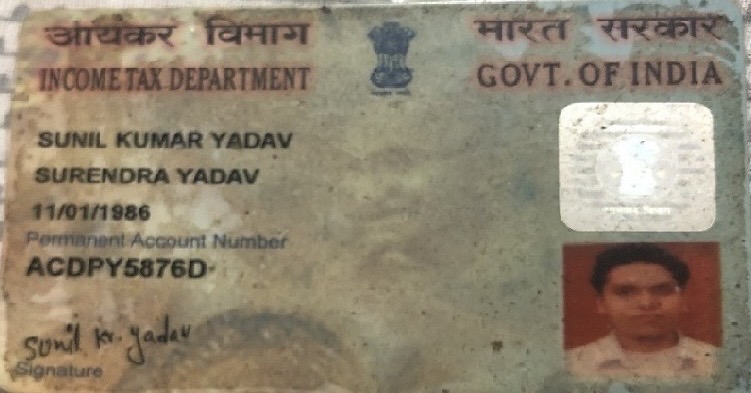 आयकर विभाग
INCOME TAX DEPARTMENT
भारत सरकार
GOVT. OF INDIA
SUNIL KUMAR YADAV
SURENDRA YADAV
11/01/1986
Permanent Account Number
ACDPY5876D
Sunil Kr. Yadav
Signature